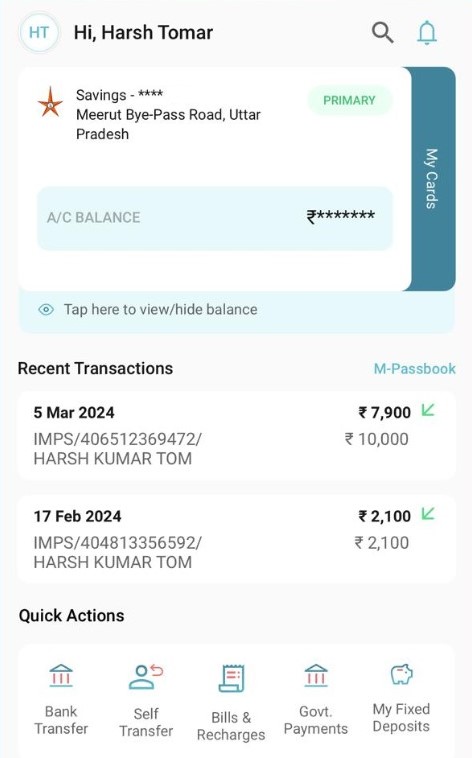 HT
Hi, Harsh Tomar
Savings - ****
PRIMARY
Meerut Bye-Pass Road, Uttar
Pradesh
My Cards
A/C BALANCE ₹*******
Tap here to view/hide balance
Recent Transactions M-Passbook
5 Mar 2024 ₹ 7,900
IMPS/406512369472/ ₹ 10,000
HARSH KUMAR TOM
17 Feb 2024 ₹ 2,100
IMPS/404813356592/ ₹ 2,100
HARSH KUMAR TOM
Quick Actions
Bank
Transfer
Self
Transfer
Bills &
Recharges
Govt.
Payments
My Fixed
Deposits